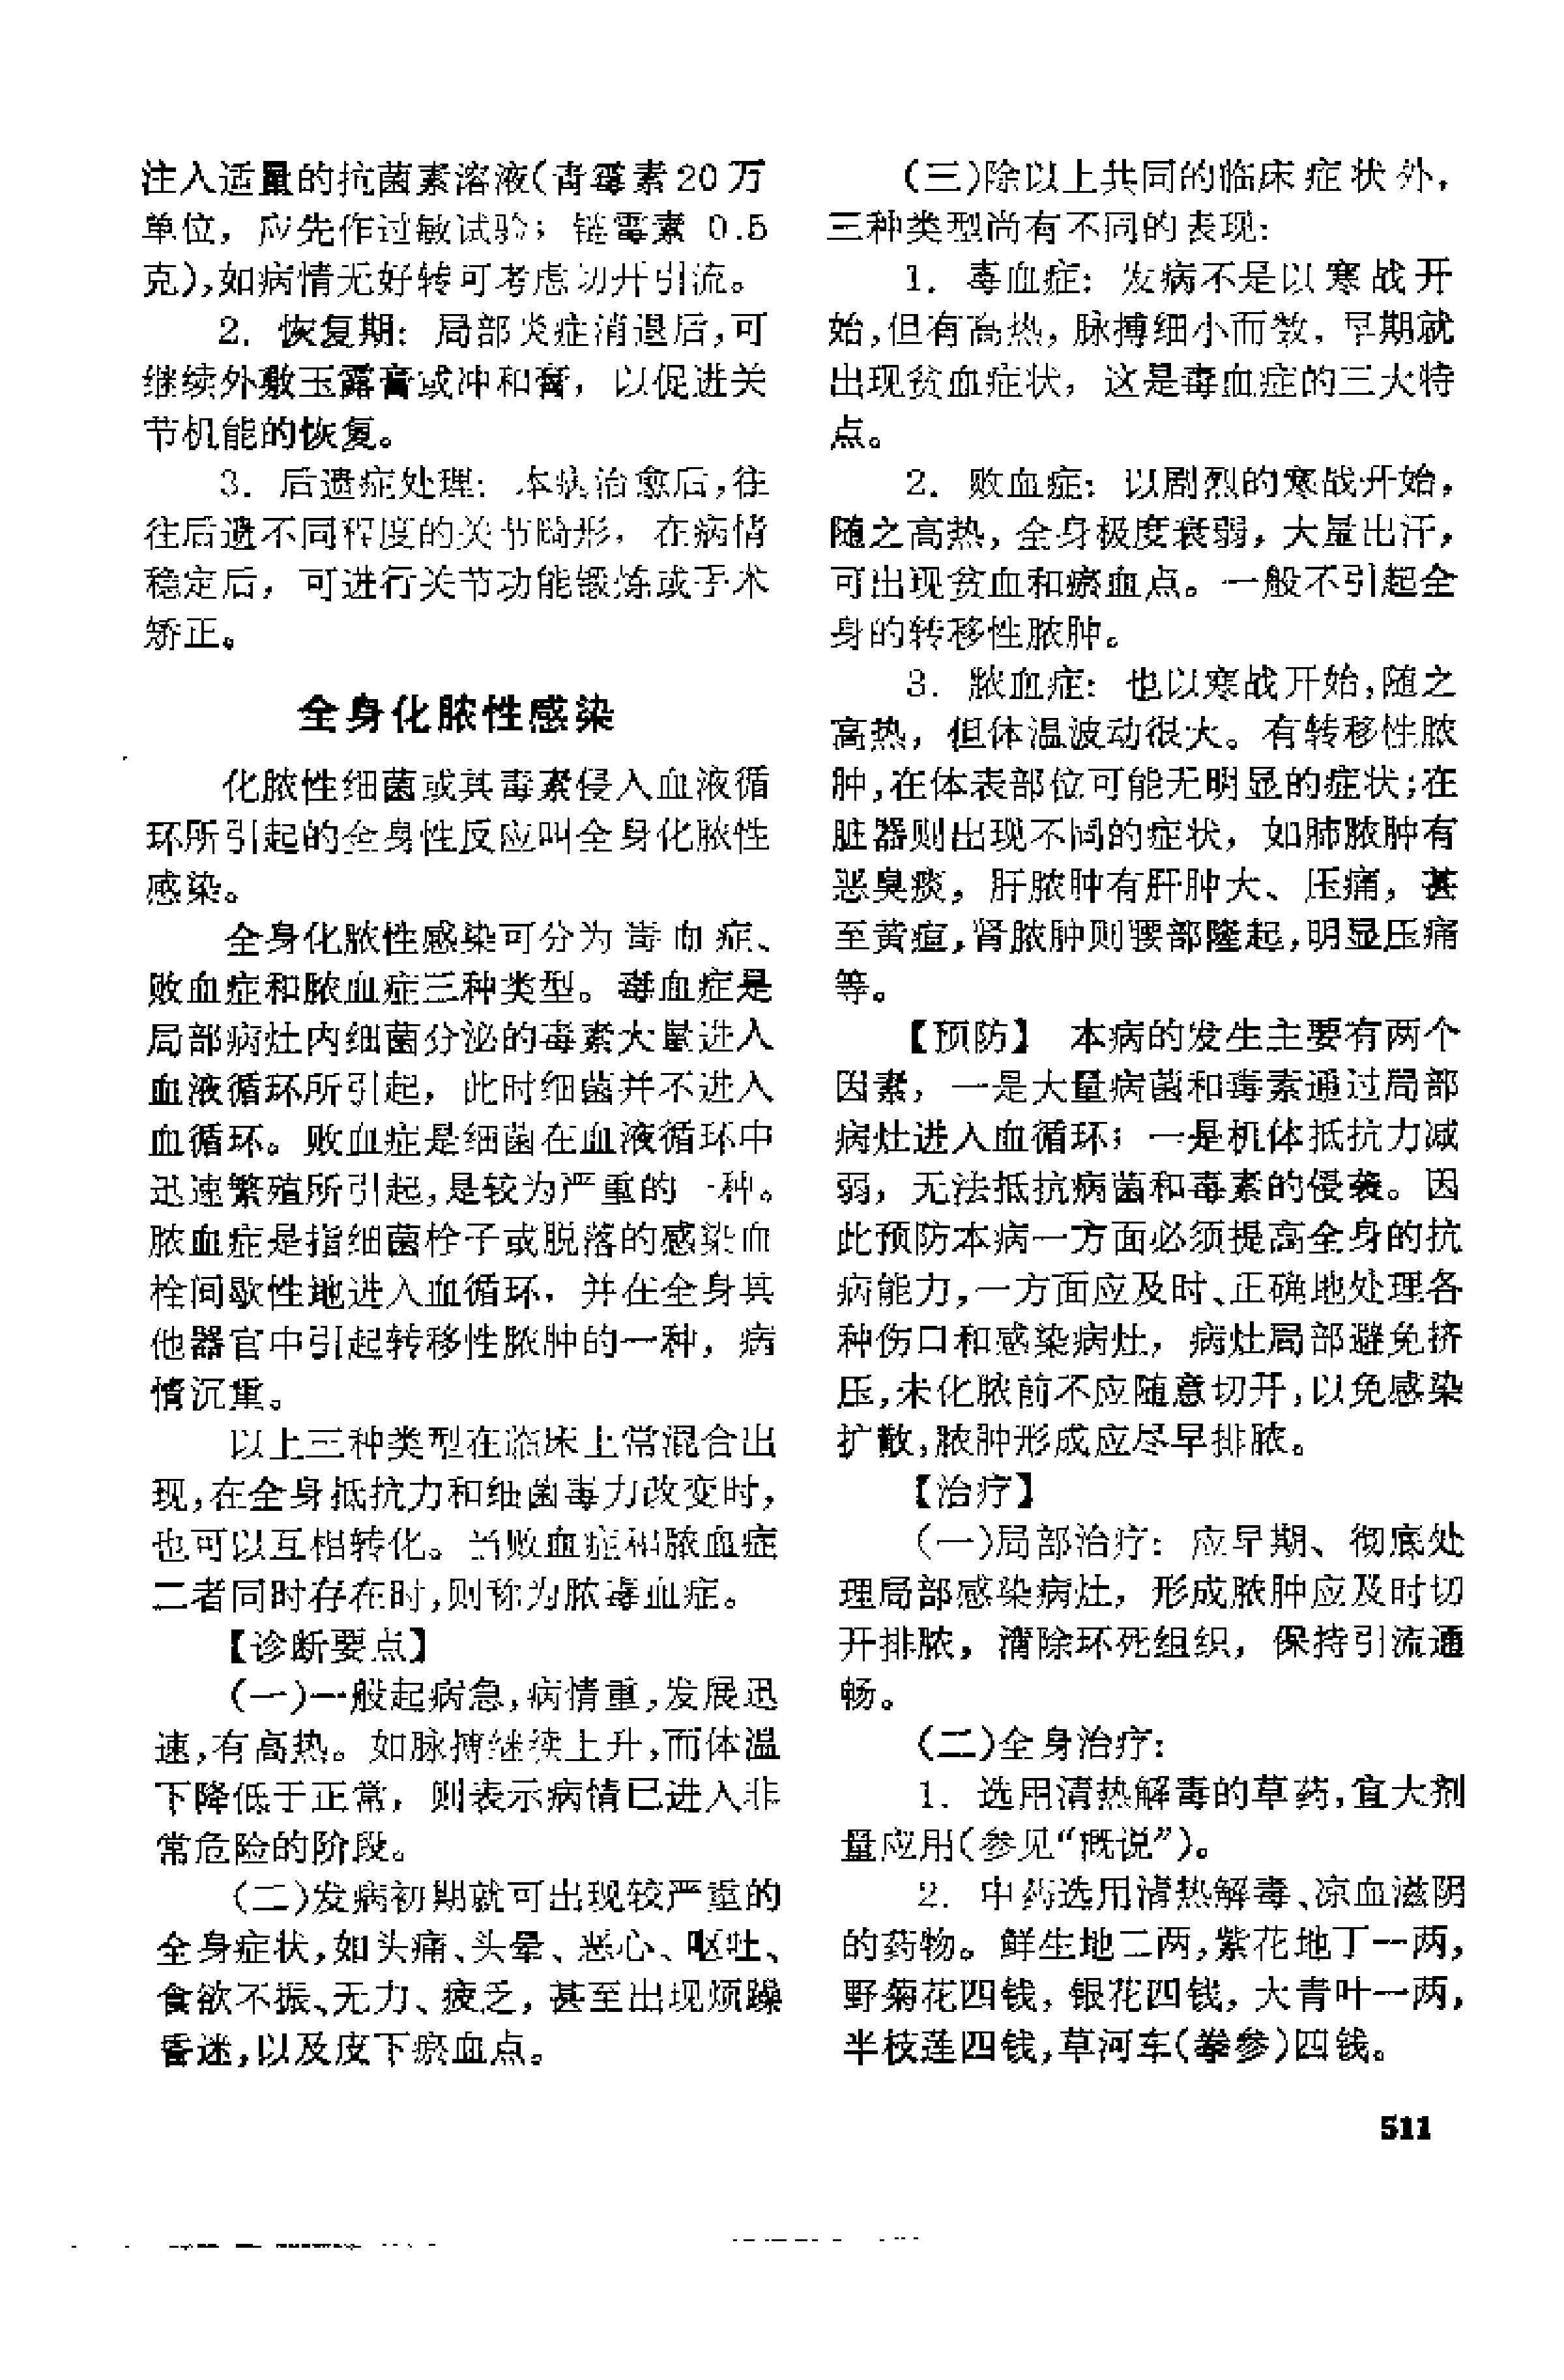 注入适量的抗菌素溶液(青霉素20万
单位，应先作过敏试验；链霉素 0.5
克),如病情无好转可考虑切开引流。
2. 恢复期：局部炎症消退后,可
继续外敷玉露膏或冲和膏，以促进关
节机能的恢复。
3. 后遗症处理：本病治愈后,往
往后遗不同程度的关节畸形，在病情
稳定后，可进行关节功能锻炼或手术
矫正。
全身化脓性感染
化脓性细菌或其毒素侵入血液循
环所引起的全身性反应叫全身化脓性
感染。
全身化脓性感染可分为毒血症、
败血症和脓血症三种类型。毒血症是
局部病灶内细菌分泌的毒素大量进入
血液循环所引起，此时细菌并不进入
血循环。败血症是细菌在血液循环中
迅速繁殖所引起,是较为严重的一种。
脓血症是指细菌栓子或脱落的感染血
栓间歇性地进入血循环，并在全身其
他器官中引起转移性脓肿的一种，病
情沉重。
以上三种类型在临床上常混合出
现,在全身抵抗力和细菌毒力改变时,
也可以互相转化。当败血症和脓血症
二者同时存在时,则称为脓毒血症。
【诊断要点】
(一)一般起病急,病情重,发展迅
速,有高热。如脉搏继续上升,而体温
下降低于正常，则表示病情已进入非
常危险的阶段。
(二)发病初期就可出现较严重的
全身症状,如头痛、头晕、恶心、呕吐、
食欲不振、无力、疲乏,甚至出现烦躁
昏迷,以及皮下瘀血点。
(三)除以上共同的临床症状外,
三种类型尚有不同的表现：
1. 毒血症：发病不是以寒战开
始,但有高热,脉搏细小而数,早期就
出现贫血症状，这是毒血症的三大特
点。
2. 败血症：以剧烈的寒战开始,
随之高热,全身极度衰弱,大量出汗,
可出现贫血和瘀血点。一般不引起全
身的转移性脓肿。
3. 脓血症：也以寒战开始,随之
高热，但体温波动很大。有转移性脓
肿,在体表部位可能无明显的症状;在
脏器则出现不同的症状，如肺脓肿有
恶臭痰，肝脓肿有肝肿大、压痛，甚
至黄疸,肾脓肿则腰部隆起,明显压痛
等。
【预防】 本病的发生主要有两个
因素，一是大量病菌和毒素通过局部
病灶进入血循环；一是机体抵抗力减
弱，无法抵抗病菌和毒素的侵袭。因
此预防本病一方面必须提高全身的抗
病能力,一方面应及时、正确地处理各
种伤口和感染病灶，病灶局部避免挤
压,未化脓前不应随意切开,以免感染
扩散,脓肿形成应尽早排脓。
【治疗】
(一)局部治疗：应早期、彻底处
理局部感染病灶，形成脓肿应及时切
开排脓，清除坏死组织，保持引流通
畅。
(二)全身治疗：
1. 选用清热解毒的草药,宜大剂
量应用(参见“概说”)。
2. 中药选用清热解毒、凉血滋阴
的药物。鲜生地二两,紫花地丁一两,
野菊花四钱,银花四钱,大青叶一两,
半枝莲四钱,草河车(拳参)四钱。
511